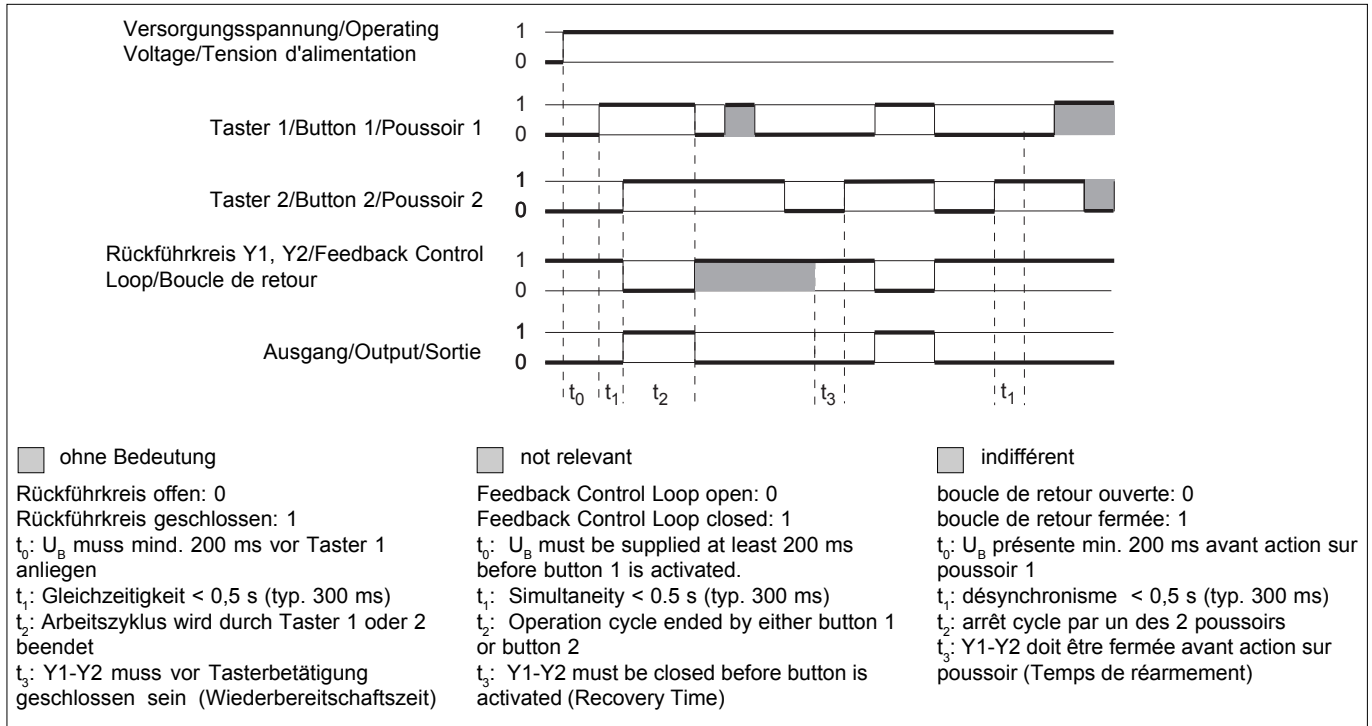 Versorgungsspannung/Operating
Voltage/Tension d'alimentation
1
0
Taster 1/Button 1/Poussoir 1
1
0
Taster 2/Button 2/Poussoir 2
1
0
Rückführkreis Y1, Y2/Feedback Control
Loop/Boucle de retour
1
0
Ausgang/Output/Sortie
1
0
t0 t1 t2 t3 t1
ohne Bedeutung
Rückführkreis offen: 0
Rückführkreis geschlossen: 1
t0: UB muss mind. 200 ms vor Taster 1
anliegen
t1: Gleichzeitigkeit < 0,5 s (typ. 300 ms)
t2: Arbeitszyklus wird durch Taster 1 oder 2
beendet
t3: Y1-Y2 muss vor Tasterbetätigung
geschlossen sein (Wiederbereitschaftszeit)
not relevant
Feedback Control Loop open: 0
Feedback Control Loop closed: 1
t0: UB must be supplied at least 200 ms
before button 1 is activated.
t1: Simultaneity < 0.5 s (typ. 300 ms)
t2: Operation cycle ended by either button 1
or button 2
t3: Y1-Y2 must be closed before button is
activated (Recovery Time)
indifférent
boucle de retour ouverte: 0
boucle de retour fermée: 1
t0: UB présente min. 200 ms avant action sur
poussoir 1
t1: désynchronisme < 0,5 s (typ. 300 ms)
t2: arrêt cycle par un des 2 poussoirs
t3: Y1-Y2 doit être fermée avant action sur
poussoir (Temps de réarmement)